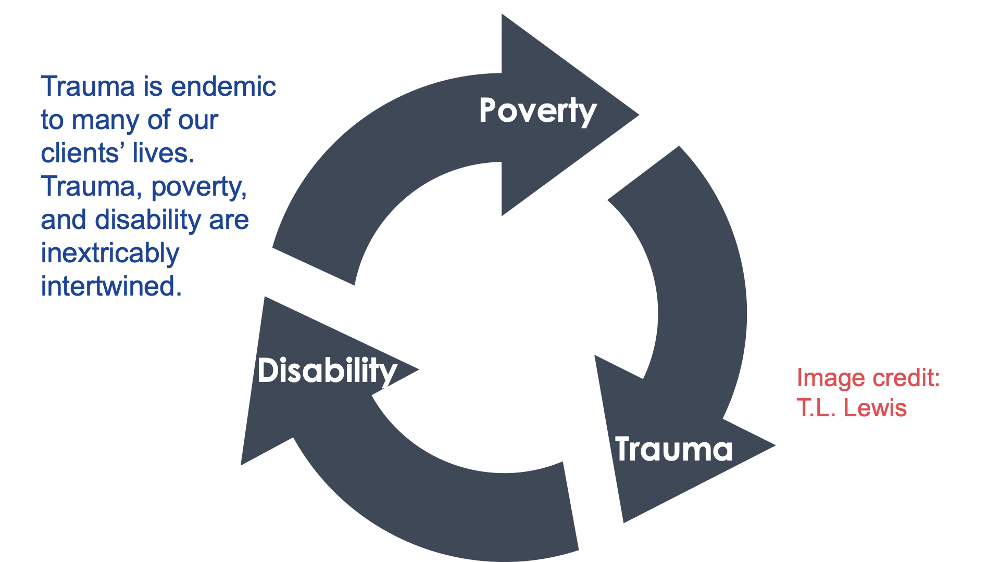 Trauma is endemic
to many of our
clients’ lives.
Trauma, poverty,
and disability are
inextricably
intertwined.
Poverty
Disability
Trauma
Image credit:
T.L. Lewis